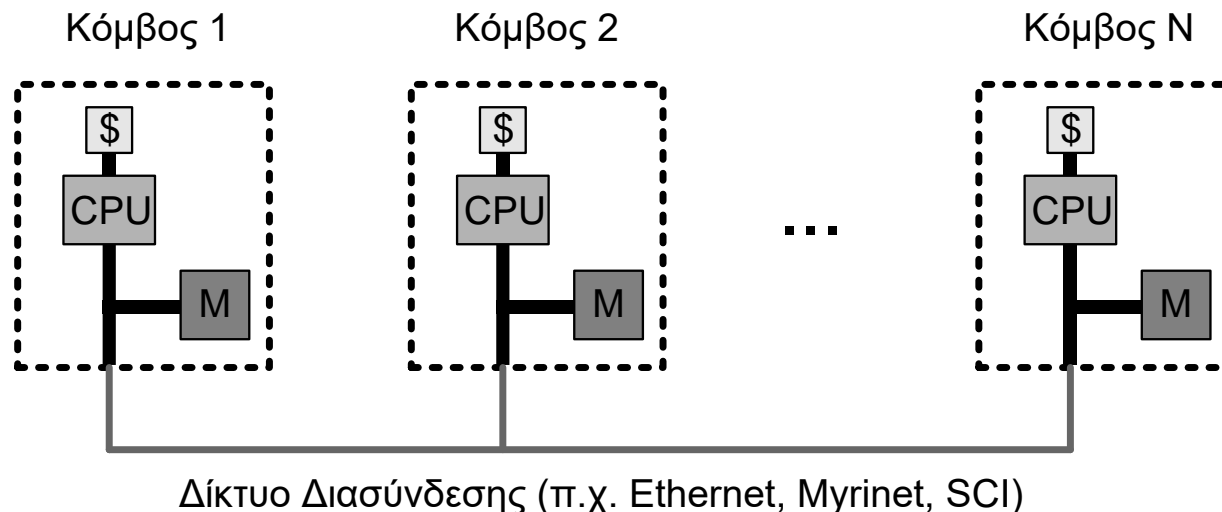 Κόμβος 1 Κόμβος 2 Κόμβος N
$ $ $
CPU CPU ... CPU
M M M
Δίκτυο Διασύνδεσης (π.χ. Ethernet, Myrinet, SCI)